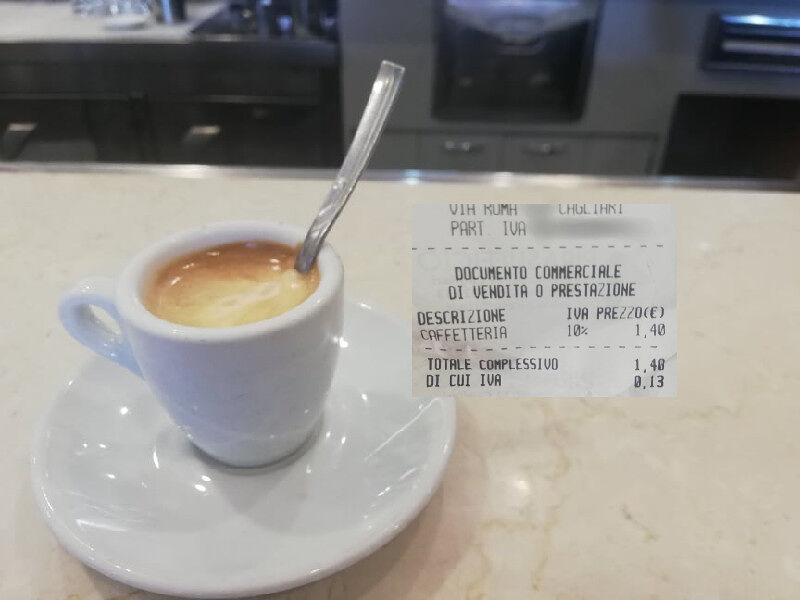 VIA ROMA CAGLIARI
PART. IVA
DOCUMENTO COMMERCIALE
DI VENDITA O PRESTAZIONE
DESCRIZIONE IVA PREZZO(€)
CAFFETTERIA 10% 1,40
TOTALE COMPLESSIVO 1,40
DI CUI IVA 0,13